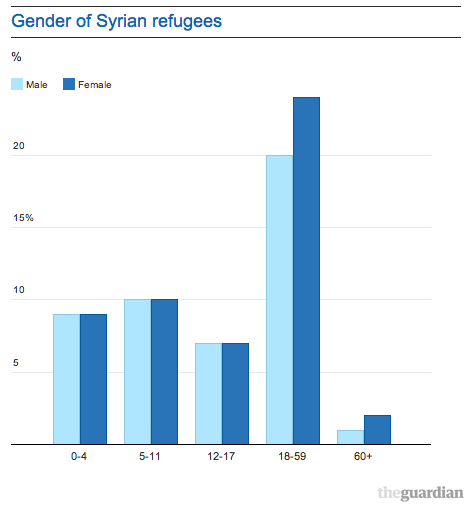 Gender of Syrian refugees
%
Male Female
20
15%
10
5
0-4 5-11 12-17 18-59 60+
theguardian